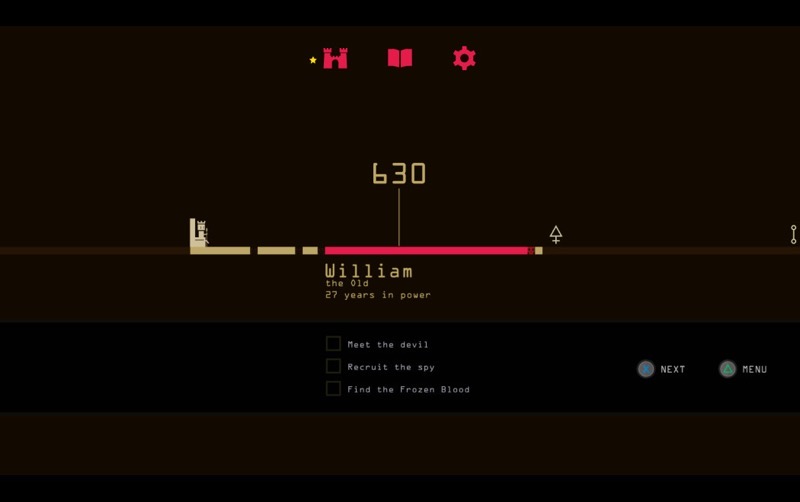 630
William
the Old
27 years in power
Meet the devil
Recruit the spy
Find the Frozen Blood
NEXT
MENU